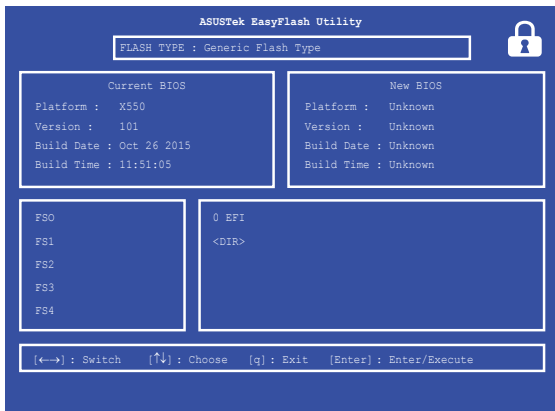 ASUSTek EasyFlash Utility
FLASH TYPE : Generic Flash Type
Current BIOS
Platform : X550
Version : 101
Build Date : Oct 26 2015
Build Time : 11:51:05
New BIOS
Platform : Unknown
Version : Unknown
Build Date : Unknown
Build Time : Unknown
FS0
FS1
FS2
FS3
FS4
0 EFI
<DIR>
[←→] : Switch [↑↓] : Choose [q] : Exit [Enter] : Enter/Execute